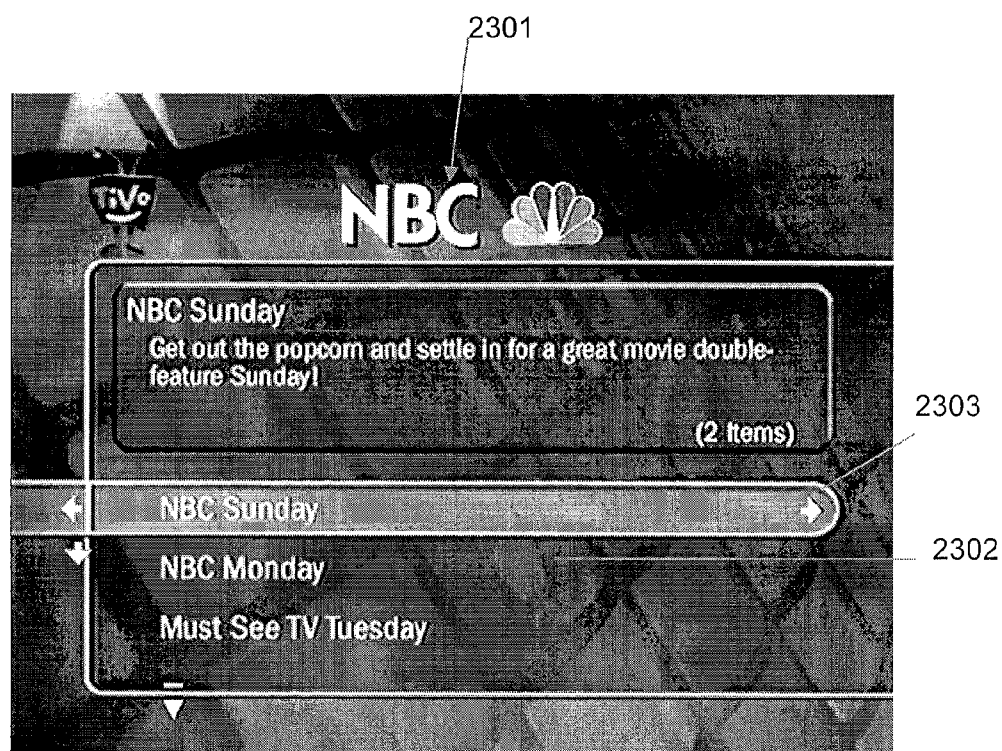 2301
TiVo
NBC
NBC Sunday
Get out the popcorn and settle in for a great movie double-
feature Sunday!
(2 Items)
2303
NBC Sunday
2302
NBC Monday
Must See TV Tuesday